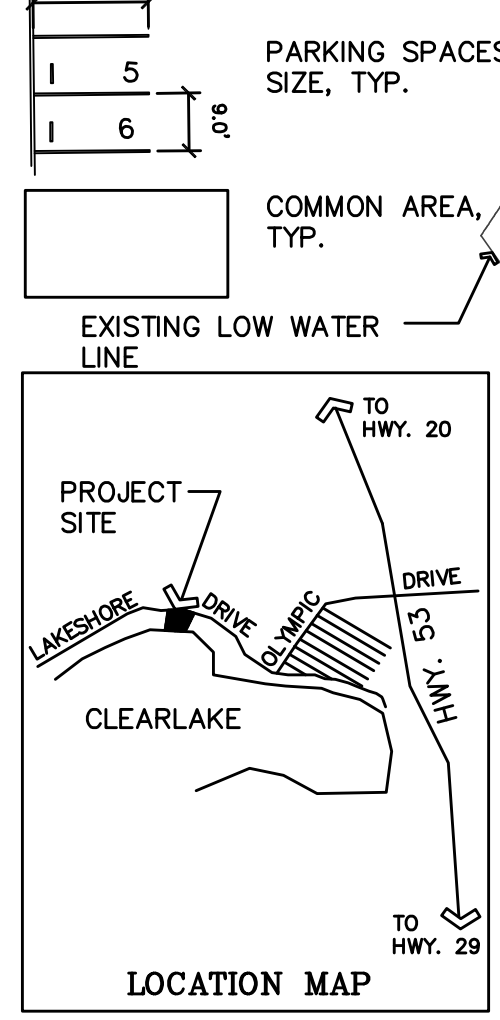 5
PARKING SPACES
SIZE, TYP.
6
9.0'
COMMON AREA,
TYP.
EXISTING LOW WATER
LINE
TO
HWY. 20
PROJECT
SITE
LAKESHORE DRIVE
OLYMPIC DRIVE
HWY. 53
CLEARLAKE
TO
HWY. 29
LOCATION MAP